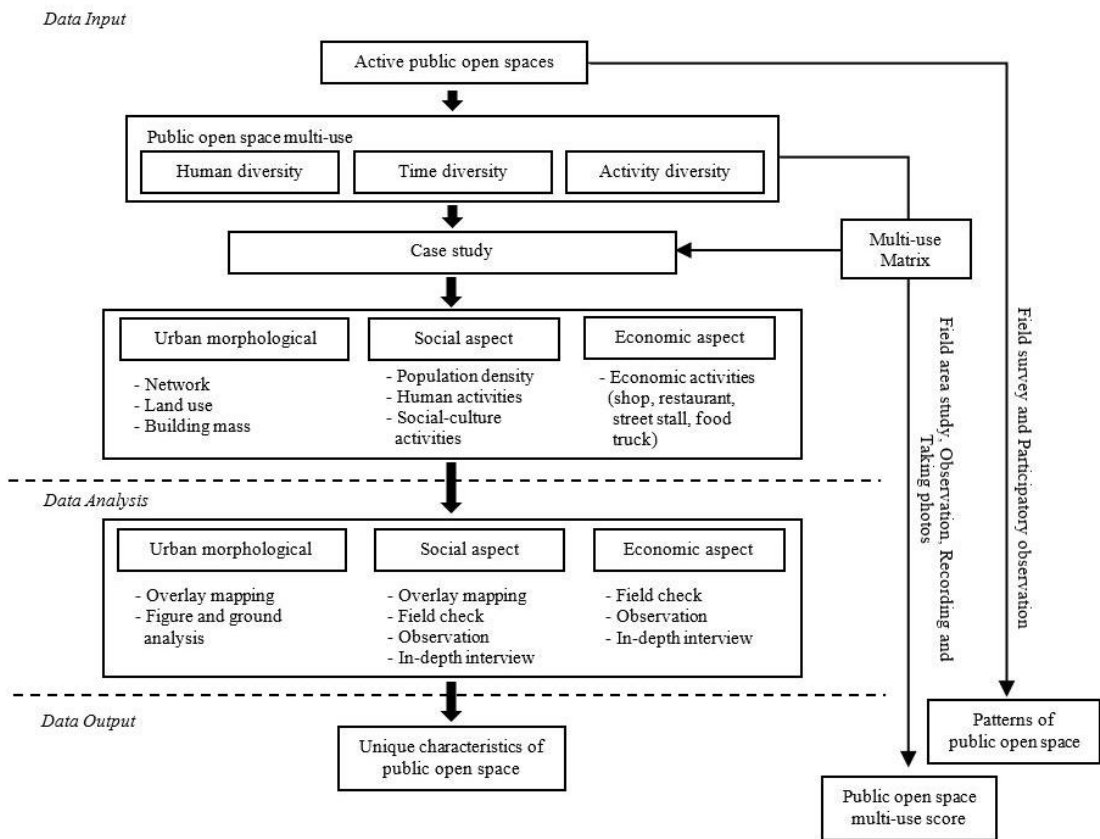 Data Input
Active public open spaces
Public open space multi-use
Human diversity
Time diversity
Activity diversity
Case study
Multi-use
Matrix
Urban morphological
- Network
- Land use
- Building mass
Social aspect
- Population density
- Human activities
- Social-culture
activities
Economic aspect
- Economic activities
(shop, restaurant,
street stall, food
truck)
Field area study, Observation, Recording and
Taking photos
Field survey and Participatory observation
Data Analysis
Urban morphological
- Overlay mapping
- Figure and ground
analysis
Social aspect
- Overlay mapping
- Field check
- Observation
- In-depth interview
Economic aspect
- Field check
- Observation
- In-depth interview
Data Output
Unique characteristics of
public open space
Patterns of
public open space
Public open space
multi-use score